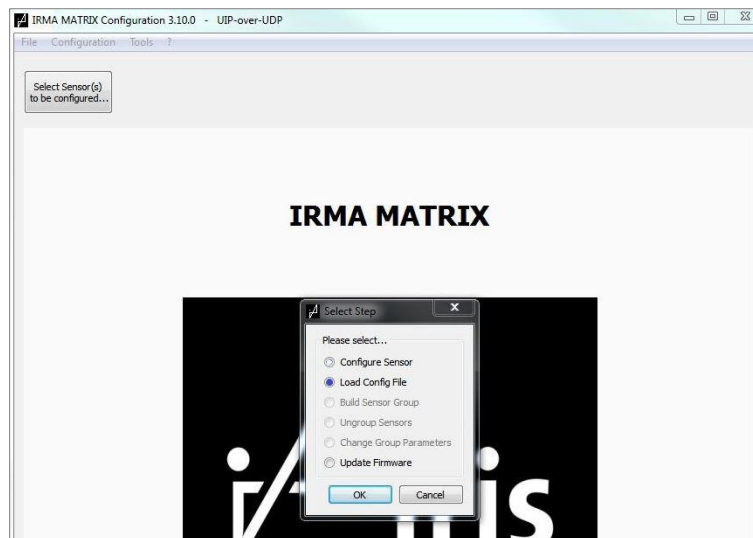 IRMA MATRIX Configuration 3.10.0 - UIP-over-UDP
File Configuration Tools ?
Select Sensor(s)
to be configured...
IRMA MATRIX
Select Step
Please select...
Configure Sensor
Load Config File
Build Sensor Group
Ungroup Sensors
Change Group Parameters
Update Firmware
OK Cancel